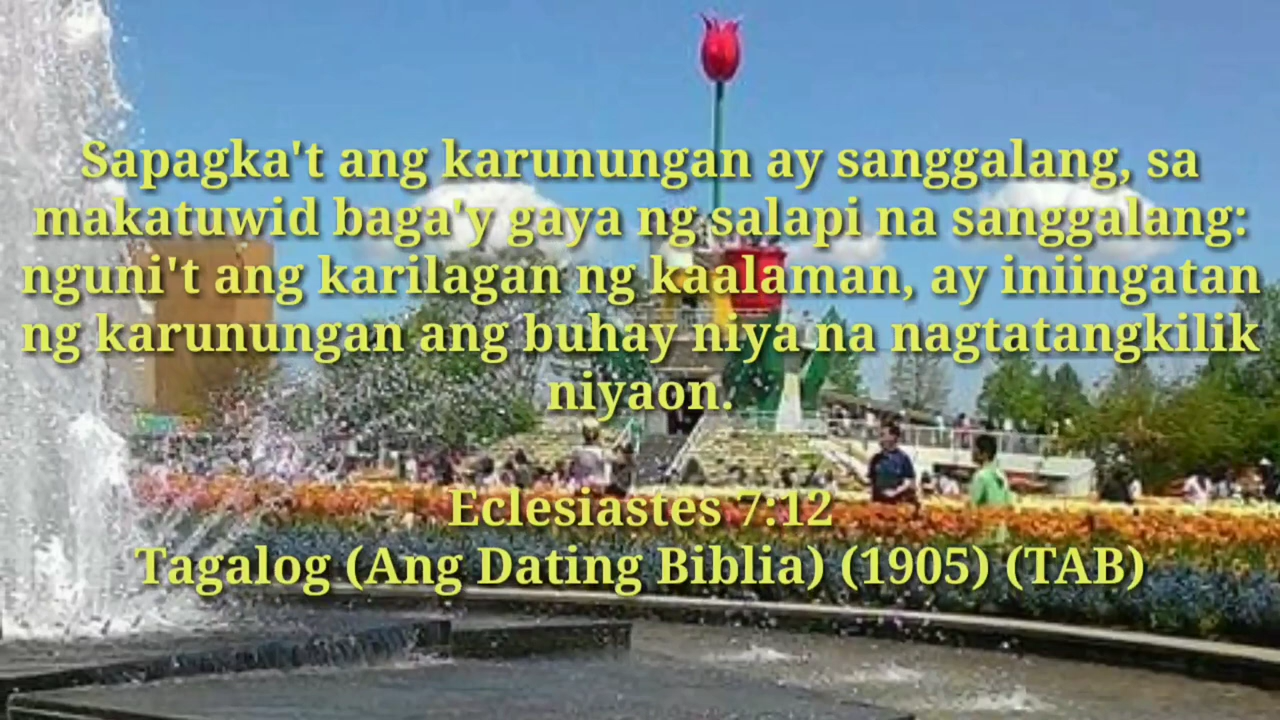 Sapagka't ang karunungan ay sanggalang, sa
makatuwid baga'y gaya ng salapi na sanggalang:
nguni't ang karilagan ng kaalaman, ay iniingatan
ng karunungan ang buhay niya na nagtatangkilik
niyaon.
Eclesiastes 7:12
Tagalog (Ang Dating Biblia) (1905) (TAB)